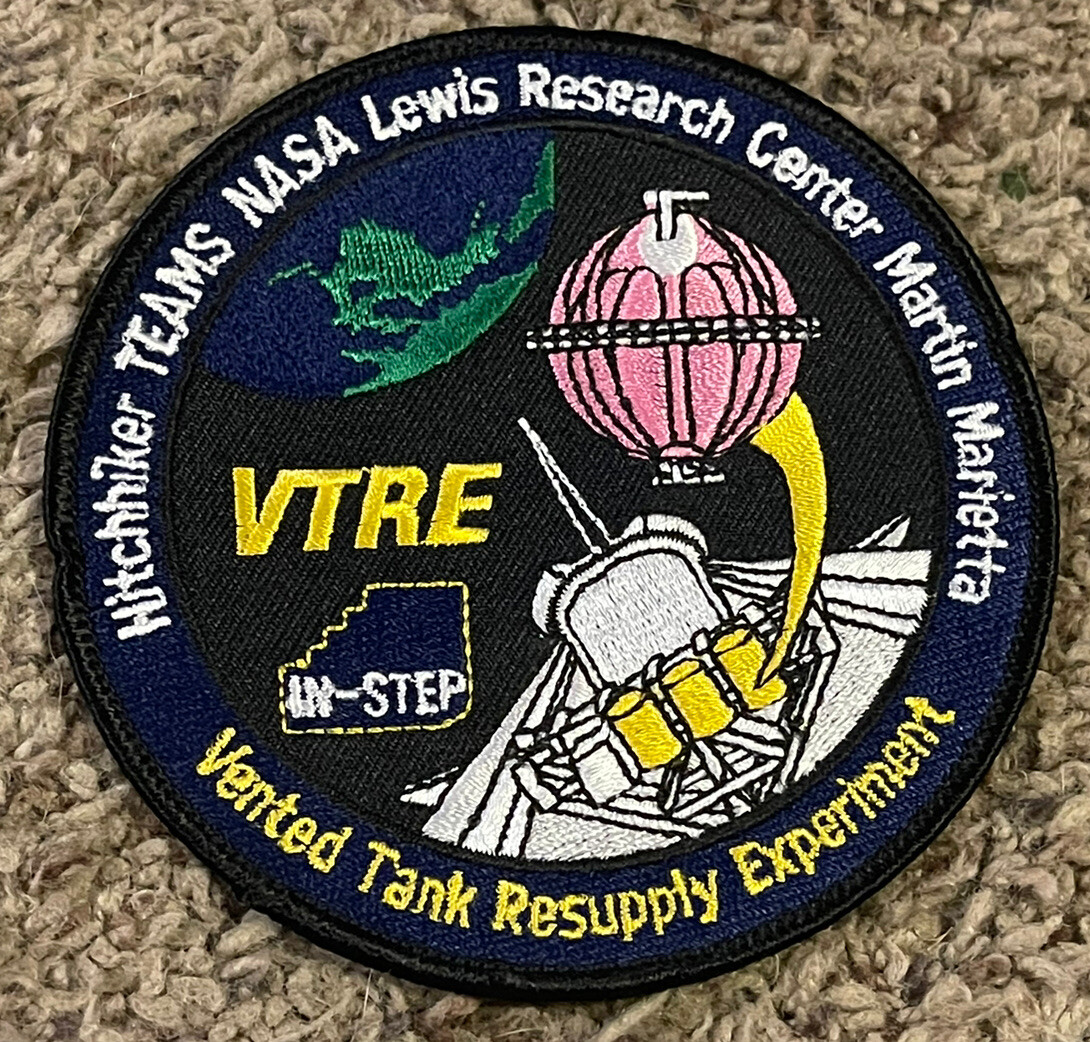 Hitchhiker TEAMS NASA Lewis Research Center Martin Marietta
VTRE
IN-STEP
Vented Tank Resupply Experiment